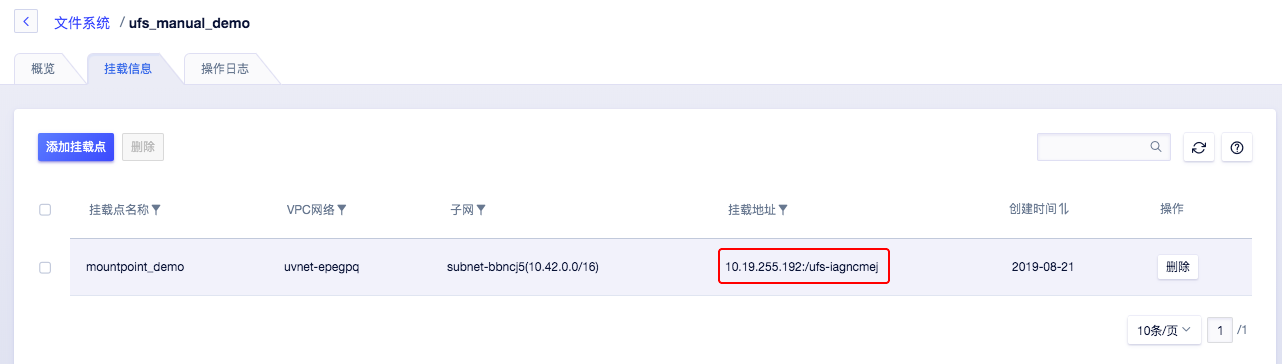 文件系统 / ufs_manual_demo
概览 挂载信息 操作日志
添加挂载点 删除
挂载点名称 VPC网络 子网 挂载地址 创建时间 操作
mountpoint_demo uvnet-epegpq subnet-bbncj5(10.42.0.0/16) 10.19.255.192:/ufs-iagncmej 2019-08-21 删除
10条/页 1 /1